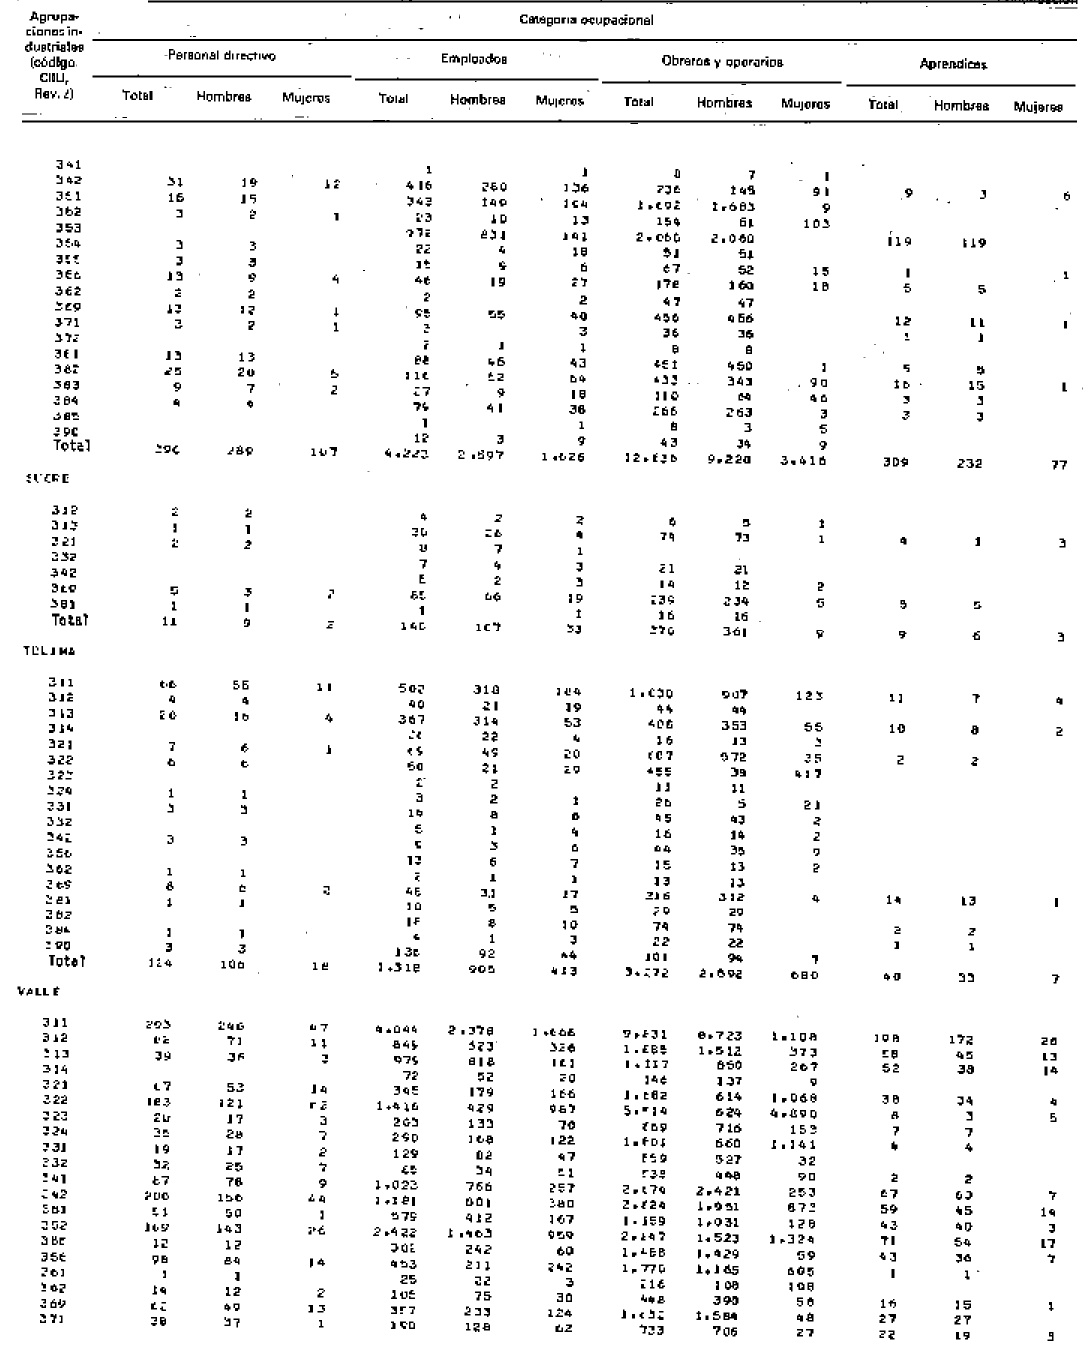 Agrupaciones industriales (código CIIU, Rev. 2)
Categoría ocupacional
Personal directivo Empleados Obreros y operarios Aprendices
Total Hombres Mujeres Total Hombres Mujeres Total Hombres Mujeres Total Hombres Mujeres
341 1 1 8 7 1
342 31 19 12 416 280 136 236 145 91 9 3 6
351 16 15 343 149 1.683 9
3 2 1 23 10 13 154 51 103
353 972 831 141 2.060 2.060 119 119
354 3 3 22 4 18 51 51
355 3 3 15 9 6 67 52 15 1 1
356 13 9 4 46 19 27 178 160 18 5 5
362 2 2 2 2 47 47
369 13 12 1 95 55 40 456 456 12 11 1
371 3 2 1 3 3 36 36 1 1
372 2 1 1 8 8
381 13 13 43 451 450 1 5 5
382 25 20 5 116 52 64 433 343 90 16 15 1
383 9 7 2 27 9 18 110 64 46 3 3
384 4 4 41 38 266 263 3 3 3
385 1 1 8 3 5
390 12 3 9 43 34 9
Total 396 289 107 4.223 2.597 1.626 12.636 9.220 3.416 309 232 77
SUCRE
312 2 2 4 2 2 6 5 1
313 1 1 30 26 4 74 73 1 4 1 3
321 2 2 8 7 1
332 7 4 3 21 21
342 5 2 3 14 12 2
369 5 3 2 85 66 19 239 234 5 5 5
381 1 1 1 1 16 16
Total 11 9 2 140 107 33 370 361 9 9 6 3
TOLIMA
311 66 55 11 502 318 184 1.030 907 123 11 7 4
312 4 4 40 21 19 44 44
313 20 16 4 367 314 53 408 353 55 10 8 2
314 26 22 4 16 13 3
321 7 6 1 69 49 20 607 572 35 2 2
322 6 6 50 21 29 455 38 417
2 2 11 11
324 1 1 3 2 1 26 5 21
331 3 3 16 8 8 45 43 2
332 5 1 4 16 14 2
342 3 3 9 3 6 44 35 9
356 13 6 7 15 13 2
362 1 1 2 1 1 13 13
369 8 6 2 48 31 17 316 312 4 14 13 1
381 1 1 10 5 5 29 29
382 18 8 10 74 74 2 2
384 1 1 4 1 3 22 22 1 1
390 3 3 136 92 44 101 94 7
Total 124 106 18 1.318 905 413 3.372 2.692 680 40 33 7
VALLE
311 293 246 47 4.044 2.378 1.666 9.831 8.723 1.108 198 172 26
312 82 71 11 849 523 326 1.885 1.512 373 58 45 13
313 39 36 3 979 818 161 1.117 850 267 52 38 14
314 72 52 20 146 137 9
321 67 53 14 345 179 166 1.682 614 1.068 38 34 4
322 183 121 62 1.416 429 987 5.514 624 4.890 8 3 5
323 20 17 3 203 133 70 869 716 153 7 7
324 35 28 7 290 168 122 1.801 660 1.141 4 4
331 19 17 2 129 82 47 559 527 32
332 32 25 7 34 538 448 90 2 2
341 87 78 9 1.023 766 257 2.674 2.421 253 67 63
342 200 156 44 1.181 801 380 2.824 1.951 873 59 45 14
351 51 50 1 579 412 167 1.159 1.031 128 43 40 3
352 169 143 26 2.422 1.463 959 2.847 1.523 1.324 71 54 17
355 12 12 302 242 60 1.488 1.429 59 43 36 7
356 98 84 14 453 211 242 1.770 1.165 605 1 1
361 1 1 25 22 3 216 108 108
362 14 12 2 105 75 30 448 390 58 16 15 1
369 62 49 13 357 233 124 1.632 1.584 48 27 27
371 38 37 1 190 128 62 733 706 27 22 19 3